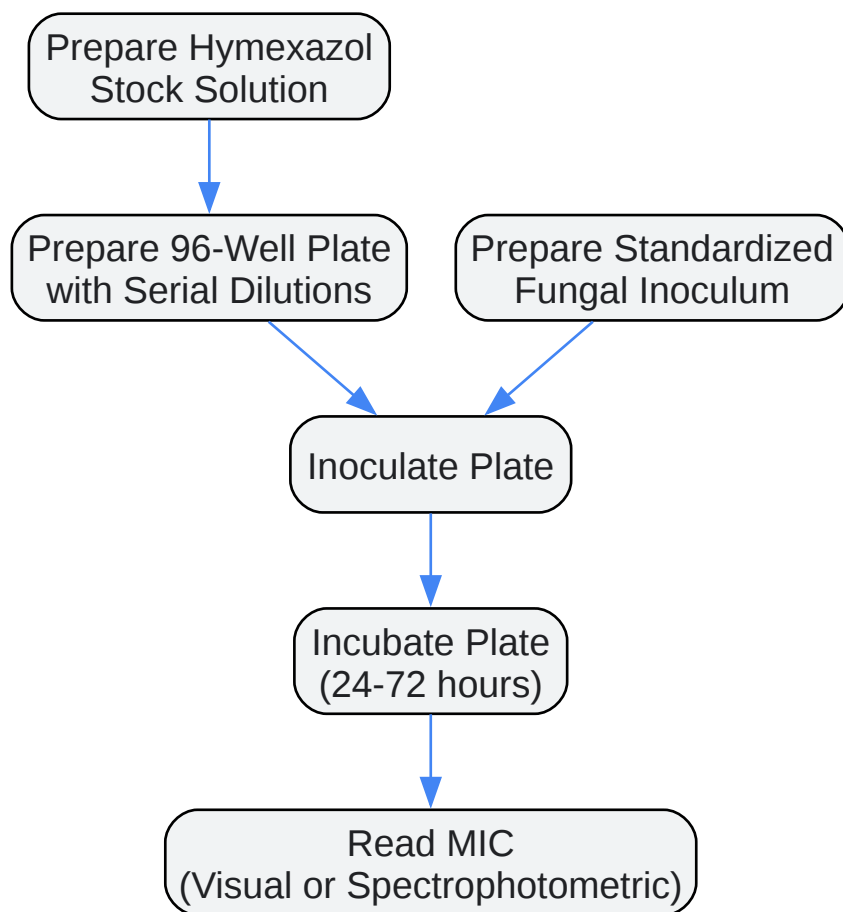 Prepare Hymexazol
Stock Solution
Prepare 96-Well Plate
with Serial Dilutions
Prepare Standardized
Fungal Inoculum
Inoculate Plate
Incubate Plate
(24-72 hours)
Read MIC
(Visual or Spectrophotometric)